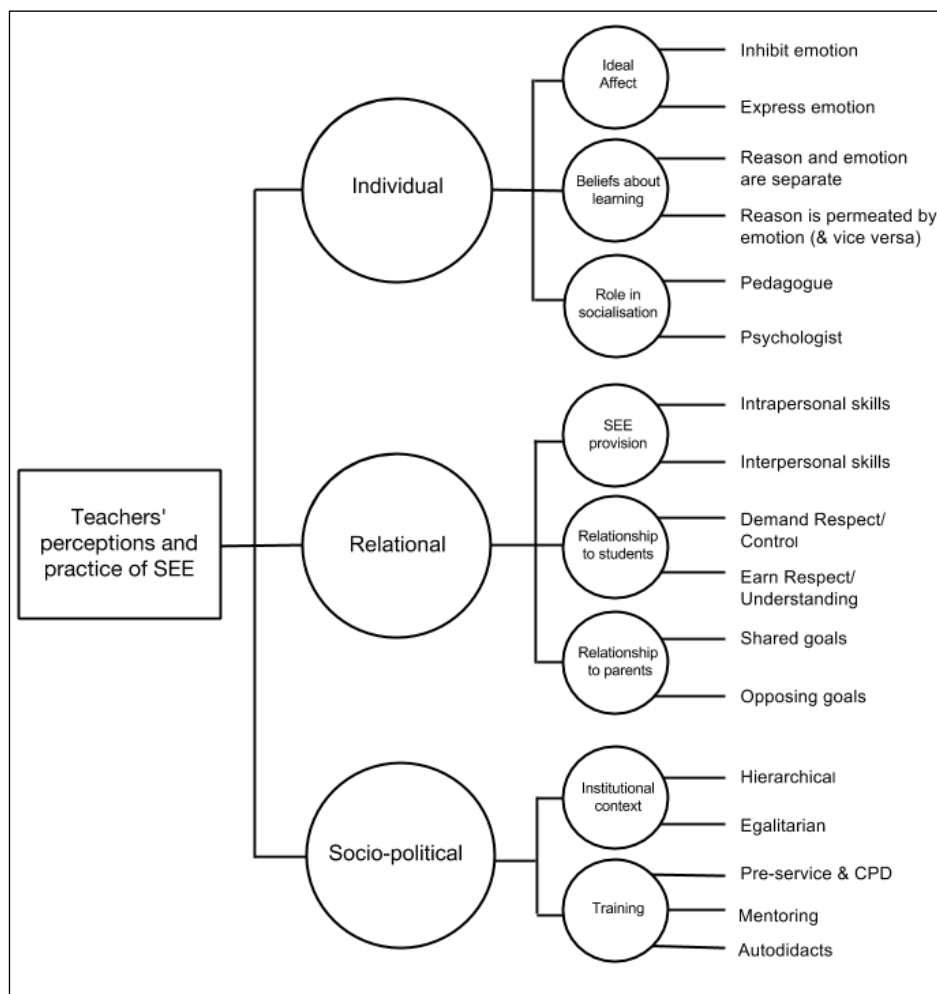 Teachers'
perceptions and
practice of SEE
Individual
Ideal
Affect
Inhibit emotion
Express emotion
Beliefs about
learning
Reason and emotion
are separate
Reason is permeated by
emotion (& vice versa)
Role in
socialisation
Pedagogue
Psychologist
Relational
SEE
provision
Intrapersonal skills
Interpersonal skills
Relationship
to students
Demand Respect/
Control
Earn Respect/
Understanding
Relationship
to parents
Shared goals
Opposing goals
Socio-political
Institutional
context
Hierarchical
Egalitarian
Training
Pre-service & CPD
Mentoring
Autodidacts